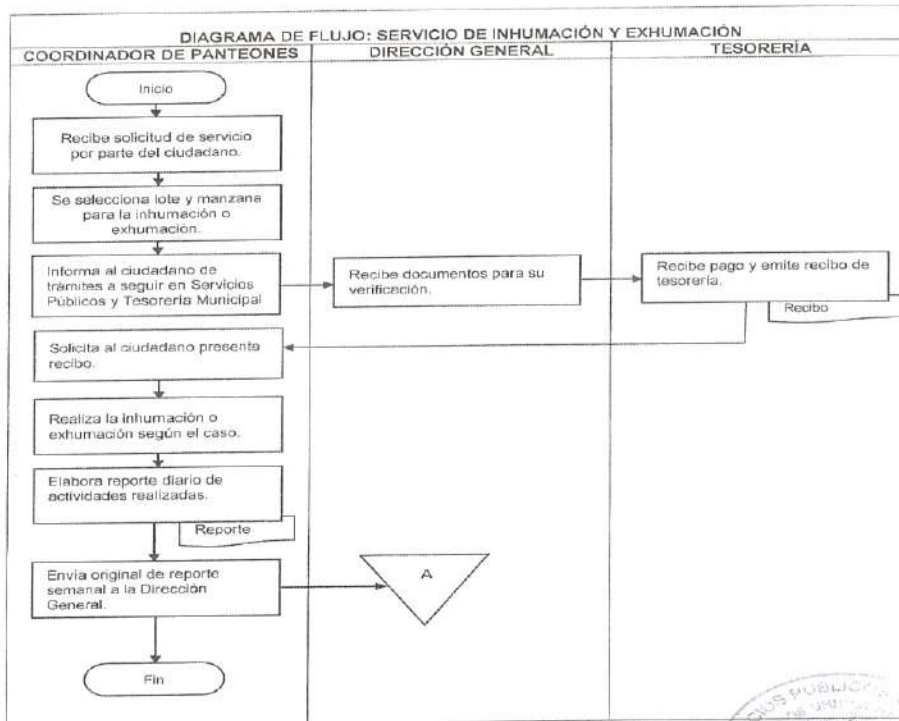 DIAGRAMA DE FLUJO: SERVICIO DE INHUMACIÓN Y EXHUMACIÓN
COORDINADOR DE PANTEONES
DIRECCIÓN GENERAL
TESORERÍA
Inicio
Recibe solicitud de servicio
por parte del ciudadano.
Se selecciona lote y manzana
para la inhumación o
exhumación.
Informa al ciudadano de
trámites a seguir en Servicios
Públicos y Tesorería Municipal
Recibe documentos para su
verificación.
Recibe pago y emite recibo de
tesorería.
Recibo
Solicita al ciudadano presente
recibo.
Realiza la inhumación o
exhumación según el caso.
Elabora reporte diario de
actividades realizadas.
Reporte
Envia original de reporte
semanal a la Dirección
General.
A
Fin
PUBLIC